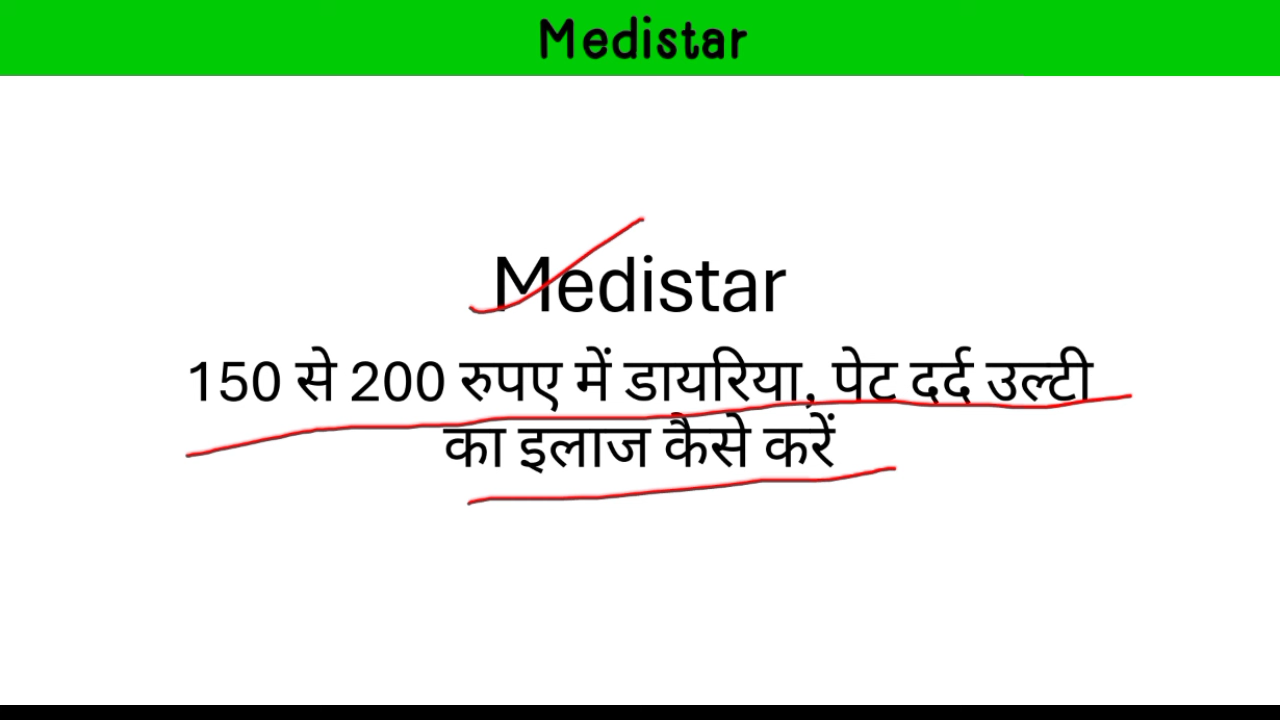 Medistar
Medistar
150 से 200 रुपए में डायरिया, पेट दर्द उल्टी
का इलाज कैसे करें